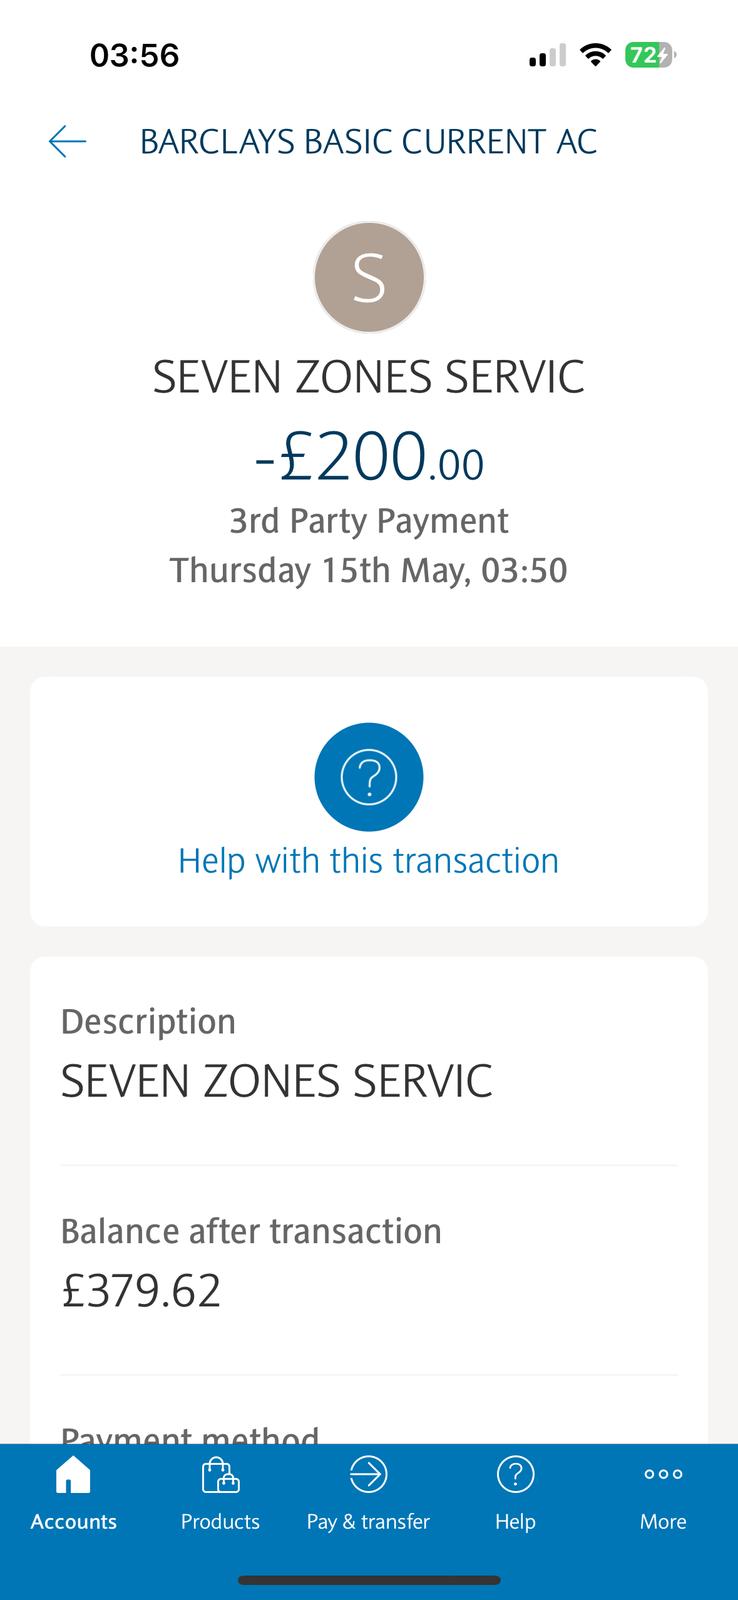 03:56
72
BARCLAYS BASIC CURRENT AC
S
SEVEN ZONES SERVIC
-£200.00
3rd Party Payment
Thursday 15th May, 03:50
?
Help with this transaction
Description
SEVEN ZONES SERVIC
Balance after transaction
£379.62
Payment method
?
Accounts Products Pay & transfer Help More